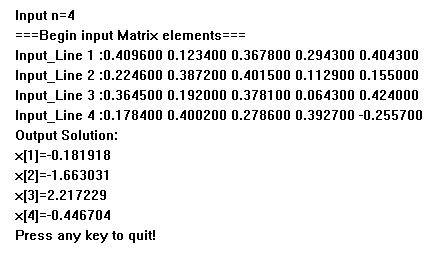 Input n=4
===Begin input Matrix elements===
Input_Line 1 :0.409600 0.123400 0.367800 0.294300 0.404300
Input_Line 2 :0.224600 0.387200 0.401500 0.112900 0.155000
Input_Line 3 :0.364500 0.192000 0.378100 0.064300 0.424000
Input_Line 4 :0.178400 0.400200 0.278600 0.392700 -0.255700
Output Solution:
x[1]=-0.181918
x[2]=-1.663031
x[3]=2.217229
x[4]=-0.446704
Press any key to quit!